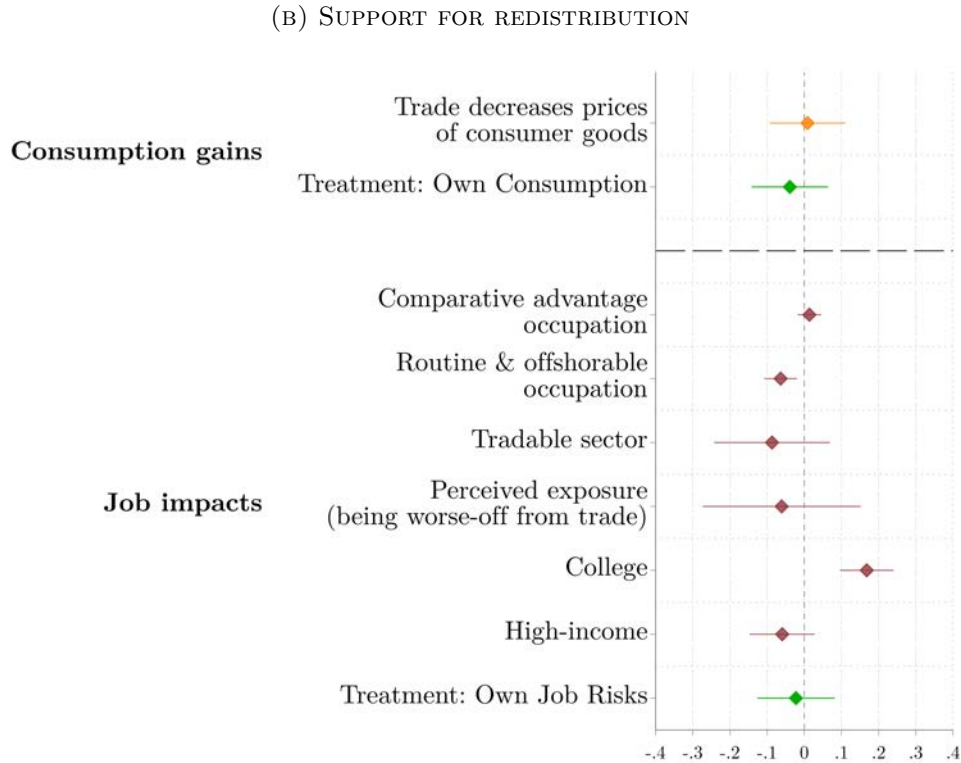 (B) SUPPORT FOR REDISTRIBUTION
Consumption gains
Trade decreases prices
of consumer goods
Treatment: Own Consumption
Job impacts
Comparative advantage
occupation
Routine & offshorable
occupation
Tradable sector
Perceived exposure
(being worse-off from trade)
College
High-income
Treatment: Own Job Risks
-.4 -.3 -.2 -.1 0 .1 .2 .3 .4